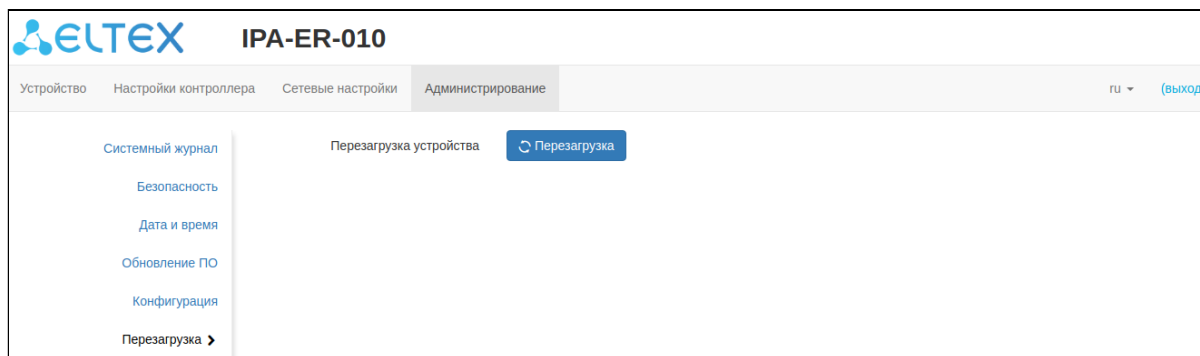 ELTEX IPA-ER-010
Устройство Настройки контроллера Сетевые настройки Администрирование ru (выход
Системный журнал
Перезагрузка устройства Перезагрузка
Безопасность
Дата и время
Обновление ПО
Конфигурация
Перезагрузка